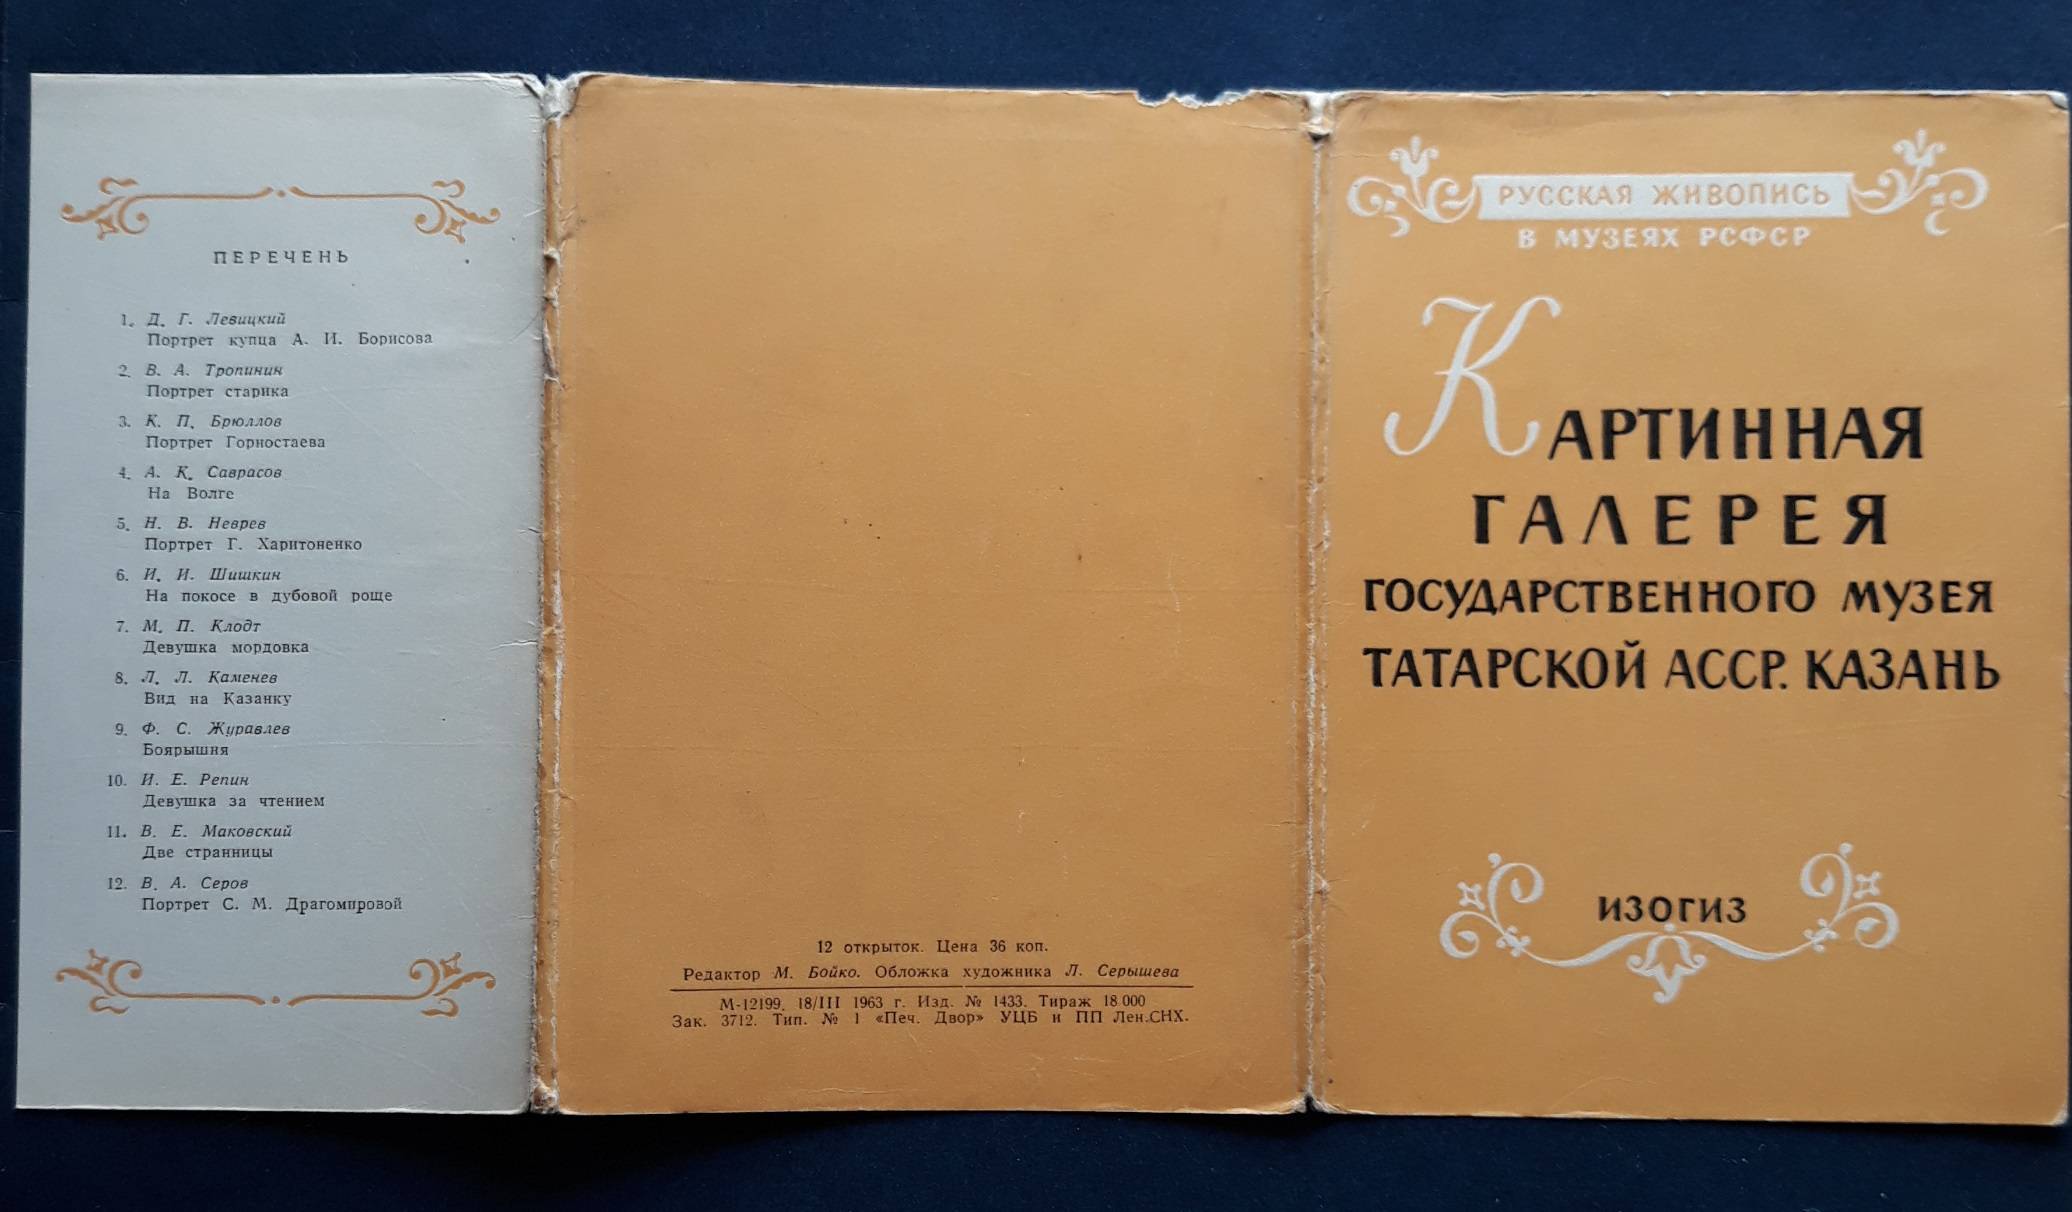 ПЕРЕЧЕНЬ
1. Д. Г. Левицкий
Портрет купца А. И. Борисова
2. В. А. Тропинин
Портрет старика
3. К. П. Брюллов
Портрет Горностаева
4. А. К. Саврасов
На Волге
5. Н. В. Неврев
Портрет Г. Харитоненко
6. И. И. Шишкин
На покосе в дубовой роще
7. М. П. Клодт
Девушка мордовка
8. Л. Л. Каменев
Вид на Казанку
9. Ф. С. Журавлев
Боярышня
10. И. Е. Репин
Девушка за чтением
11. В. Е. Маковский
Две странницы
12. В. А. Серов
Портрет С. М. Драгомировой
12 открыток. Цена 36 коп.
Редактор М. Бойко. Обложка художника Л. Серышева
М-12199. 18/III 1963 г. Изд. № 1433. Тираж 18 000
Зак. 3712. Тип. № 1 «Печ. Двор» УЦБ и ПП Лен.СНХ.
РУССКАЯ ЖИВОПИСЬ
В МУЗЕЯХ РСФСР
КАРТИННАЯ
ГАЛЕРЕЯ
ГОСУДАРСТВЕННОГО МУЗЕЯ
ТАТАРСКОЙ АССР. КАЗАНЬ
ИЗОГИЗ